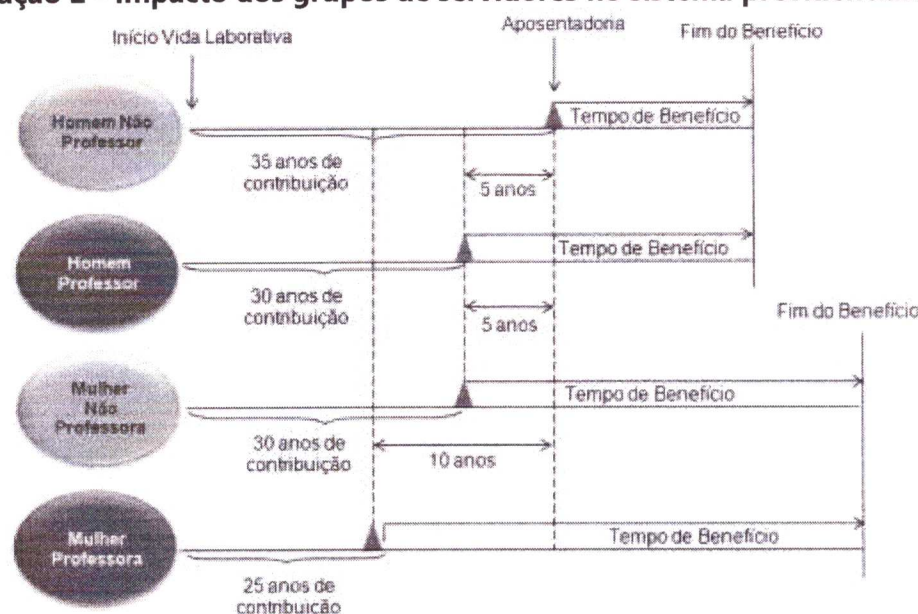 Impacto dos grupos de servidores no sistema
Início Vida Laborativa
Aposentadoria
Fim do Benefício
Homem Não
Professor
Tempo de Benefício
35 anos de
contribuição
5 anos
Homem
Professor
Tempo de Benefício
30 anos de
contribuição
5 anos
Fim do Benefício
Mulher
Não
Professora
Tempo de Benefício
30 anos de
contribuição
10 anos
Mulher
Professora
Tempo de Benefício
25 anos de
contribuição